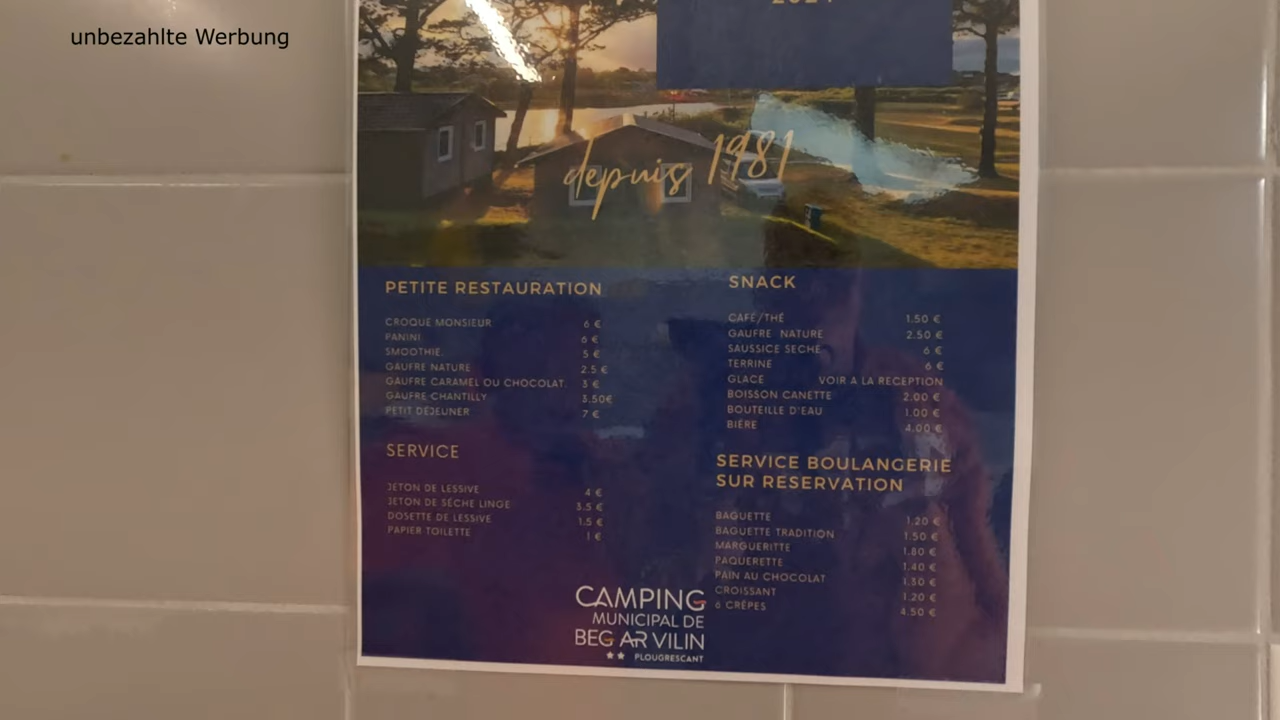 unbezahlte Werbung
2024
depuis 1981
PETITE RESTAURATION
CROQUE MONSIEUR 6 €
PANINI 6 €
SMOOTHIE 5 €
GAUFRE NATURE 2.5 €
GAUFRE CARAMEL OU CHOCOLAT 3 €
GAUFRE CHANTILLY 3.50€
PETIT DEJEUNER 7 €
SERVICE
JETON DE LESSIVE 4 €
JETON DE SÉCHE LINGE 3.5 €
DOSETTE DE LESSIVE 1.5 €
PAPIER TOILETTE 1 €
SNACK
CAFÉ/THÉ 1.50 €
GAUFRE NATURE 2.50 €
SAUSSICE SECHE 6 €
TERRINE 6 €
GLACE VOIR A LA RECEPTION
BOISSON CANETTE 2.00 €
BOUTEILLE D'EAU 1.00 €
BIÈRE 4.00 €
SERVICE BOULANGERIE
SUR RESERVATION
BAGUETTE 1.20 €
BAGUETTE TRADITION 1.50 €
MARGUERITTE 1.80 €
PAQUERETTE 1.40 €
PAIN AU CHOCOLAT 1.30 €
CROISSANT 1.20 €
6 CRÊPES 4.50 €
CAMPING
MUNICIPAL DE
BEG AR VILIN
PLOUGRESCANT